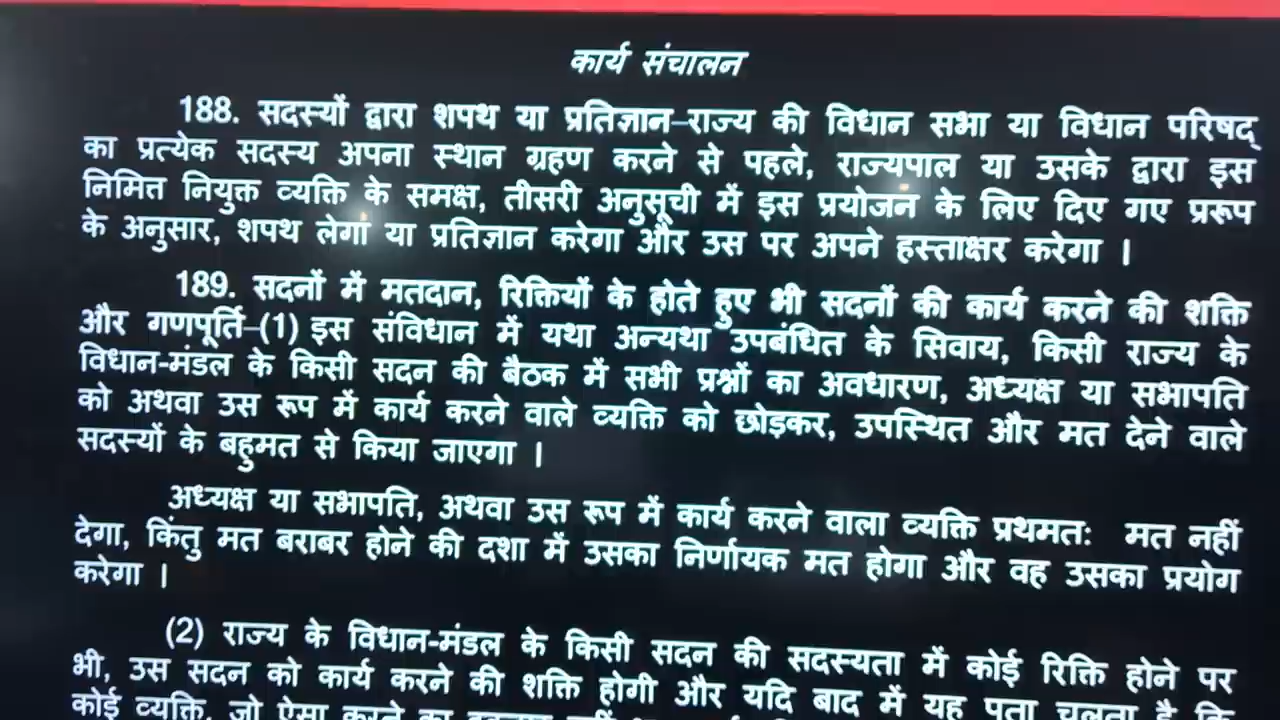 कार्य संचालन
188. सदस्यों द्वारा शपथ या प्रतिज्ञान–राज्य की विधान सभा या विधान परिषद्
का प्रत्येक सदस्य अपना स्थान ग्रहण करने से पहले, राज्यपाल या उसके द्वारा इस
निमित्त नियुक्त व्यक्ति के समक्ष, तीसरी अनुसूची में इस प्रयोजन के लिए दिए गए प्ररूप
के अनुसार, शपथ लेगा या प्रतिज्ञान करेगा और उस पर अपने हस्ताक्षर करेगा ।
189. सदनों में मतदान, रिक्तियों के होते हुए भी सदनों की कार्य करने की शक्ति
और गणपूर्ति–(1) इस संविधान में यथा अन्यथा उपबंधित के सिवाय, किसी राज्य के
विधान-मंडल के किसी सदन की बैठक में सभी प्रश्नों का अवधारण, अध्यक्ष या सभापति
को अथवा उस रूप में कार्य करने वाले व्यक्ति को छोड़कर, उपस्थित और मत देने वाले
सदस्यों के बहुमत से किया जाएगा ।
अध्यक्ष या सभापति, अथवा उस रूप में कार्य करने वाला व्यक्ति प्रथमतः मत नहीं
देगा, किंतु मत बराबर होने की दशा में उसका निर्णायक मत होगा और वह उसका प्रयोग
करेगा ।
(2) राज्य के विधान-मंडल के किसी सदन की सदस्यता में कोई रिक्ति होने पर
भी, उस सदन को कार्य करने की शक्ति होगी और यदि बाद में यह पता चलता है कि
कोई व्यक्ति, जो ऐसा करने का